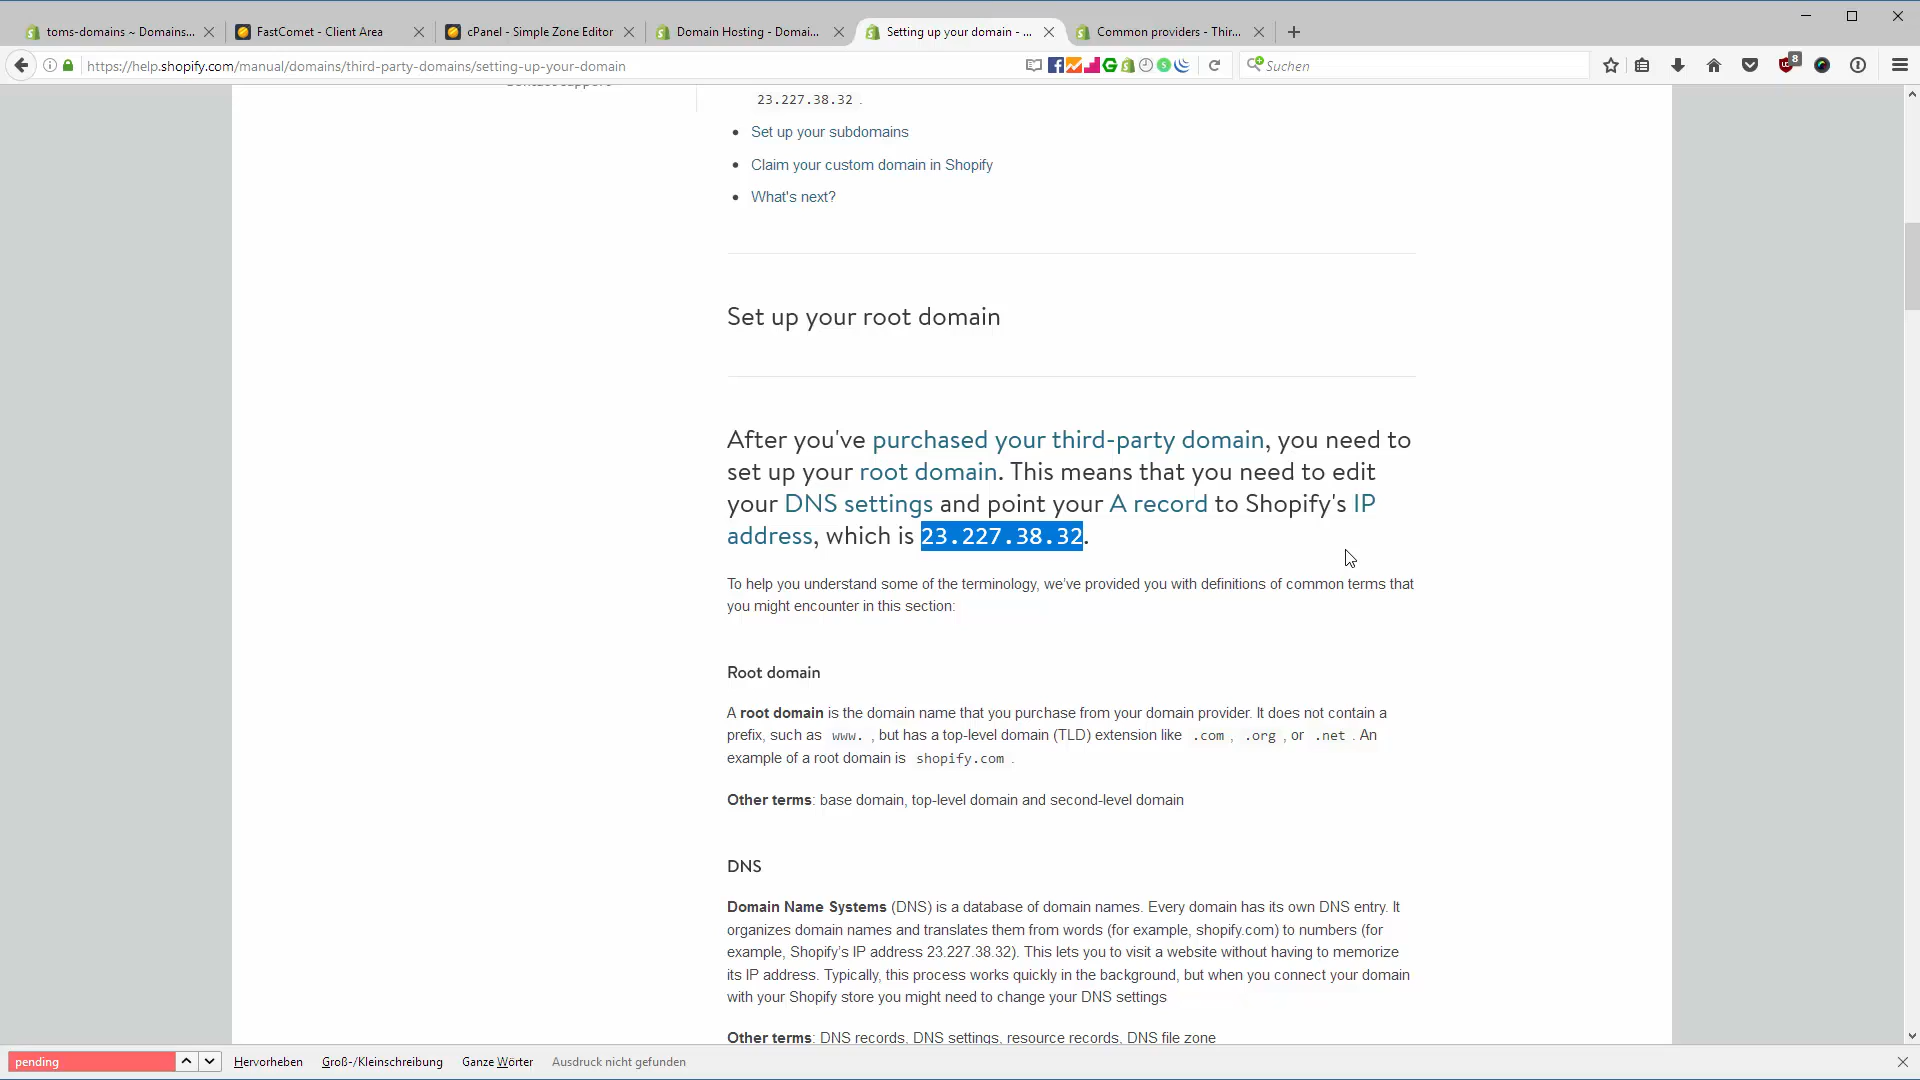 toms-domains ~ Domains...
FastComet - Client Area
cPanel - Simple Zone Editor
Domain Hosting - Domai...
Setting up your domain - ...
Common providers - Thir...
https://help.shopify.com/manual/domains/third-party-domains/setting-up-your-domain
Suchen
8
23.227.38.32 .
Set up your subdomains
Claim your custom domain in Shopify
What's next?
Set up your root domain
After you've purchased your third-party domain, you need to
set up your root domain. This means that you need to edit
your DNS settings and point your A record to Shopify's IP
address, which is 23.227.38.32.
To help you understand some of the terminology, we've provided you with definitions of common terms that
you might encounter in this section:
Root domain
A root domain is the domain name that you purchase from your domain provider. It does not contain a
prefix, such as www. , but has a top-level domain (TLD) extension like .com , .org , or .net . An
example of a root domain is shopify.com .
Other terms: base domain, top-level domain and second-level domain
DNS
Domain Name Systems (DNS) is a database of domain names. Every domain has its own DNS entry. It
organizes domain names and translates them from words (for example, shopify.com) to numbers (for
example, Shopify's IP address 23.227.38.32). This lets you to visit a website without having to memorize
its IP address. Typically, this process works quickly in the background, but when you connect your domain
with your Shopify store you might need to change your DNS settings
Other terms: DNS records, DNS settings, resource records, DNS file zone
pending
Hervorheben
Groß-/Kleinschreibung
Ganze Wörter
Ausdruck nicht gefunden